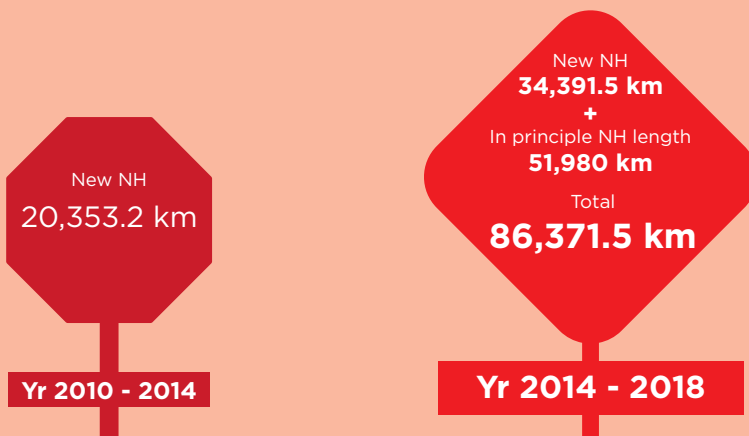 New NH
20,353.2 km
Yr 2010 - 2014
New NH
34,391.5 km
+
In principle NH length
51,980 km
Total
86,371.5 km
Yr 2014 - 2018